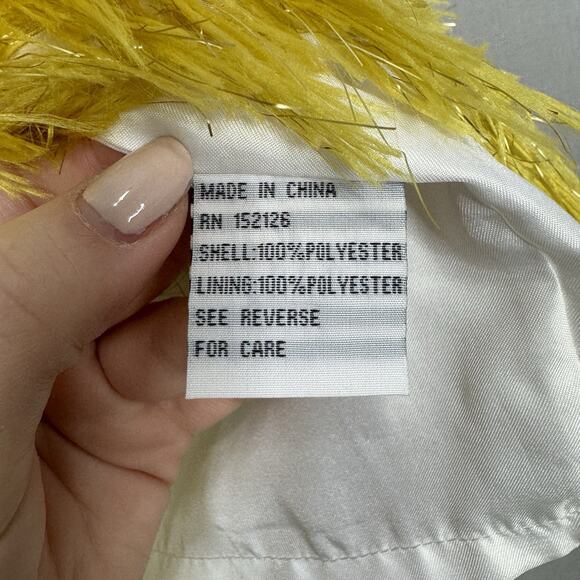 MADE IN CHINA
RN 152126
SHELL:100%POLYESTER
LINING:100%POLYESTER
SEE REVERSE
FOR CARE